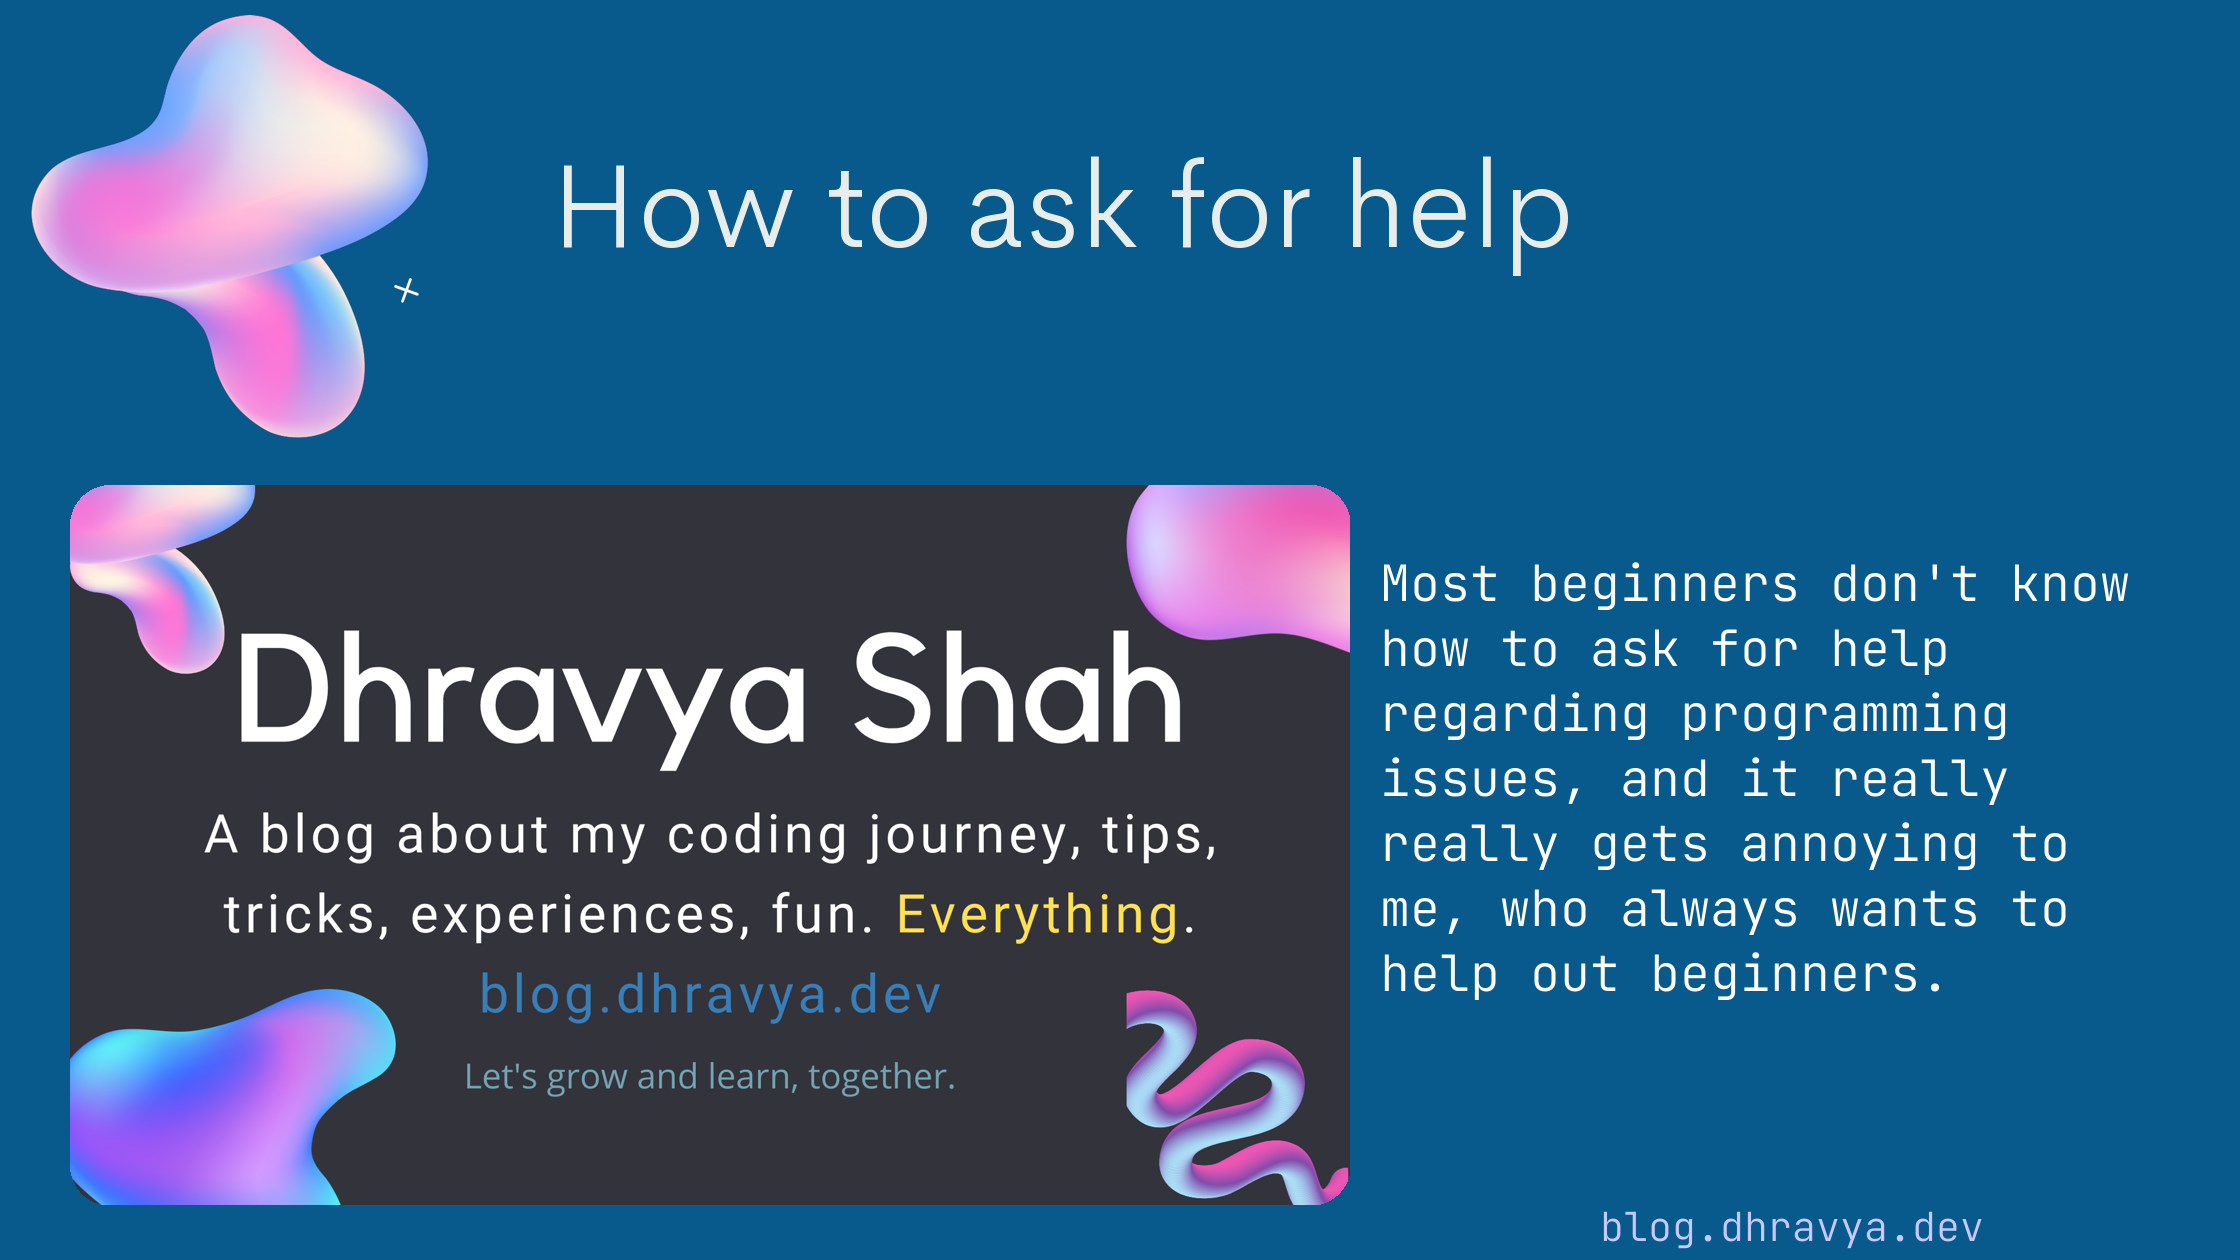 How to ask for help
Dhravya Shah
A blog about my coding journey, tips,
tricks, experiences, fun. Everything.
blog.dhravya.dev
Let's grow and learn, together.
Most beginners don't know
how to ask for help
regarding programming
issues, and it really
really gets annoying to
me, who always wants to
help out beginners.
blog.dhravya.dev